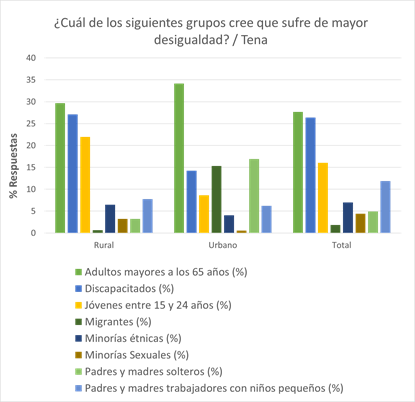 ¿Cuál de los siguientes grupos cree que sufre de mayor
desigualdad? / Tena
% Respuestas
40
35
30
25
20
15
10
5
0
Rural
Urbano
Total
Adultos mayores a los 65 años (%)
Discapacitados (%)
Jóvenes entre 15 y 24 años (%)
Migrantes (%)
Minorías étnicas (%)
Minorías Sexuales (%)
Padres y madres solteros (%)
Padres y madres trabajadores con niños pequeños (%)